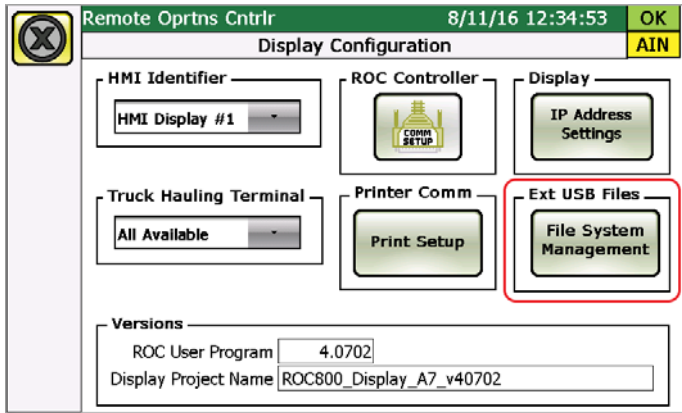 Remote Oprtns Cntrlr 8/11/16 12:34:53 OK
Display Configuration AIN
HMI Identifier
HMI Display #1
ROC Controller
COMM
SETUP
Display
IP Address
Settings
Truck Hauling Terminal
All Available
Printer Comm
Print Setup
Ext USB Files
File System
Management
Versions
ROC User Program 4.0702
Display Project Name ROC800_Display_A7_v40702